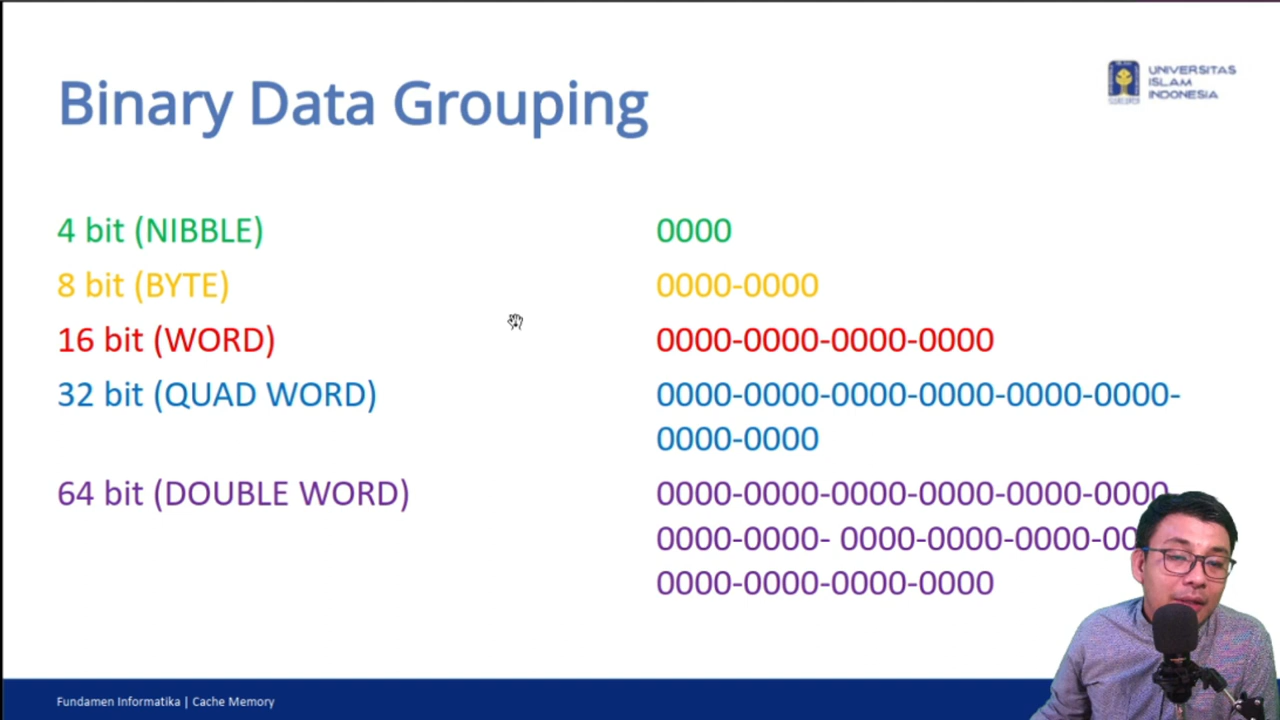 Binary Data Grouping
UNIVERSITAS
ISLAM
INDONESIA
4 bit (NIBBLE)
0000
8 bit (BYTE)
0000-0000
16 bit (WORD)
0000-0000-0000-0000
32 bit (QUAD WORD)
0000-0000-0000-0000-0000-0000-
0000-0000
64 bit (DOUBLE WORD)
0000-0000-0000-0000-0000-0000
0000-0000- 0000-0000-0000-00
0000-0000-0000-0000
Fundamen Informatika | Cache Memory